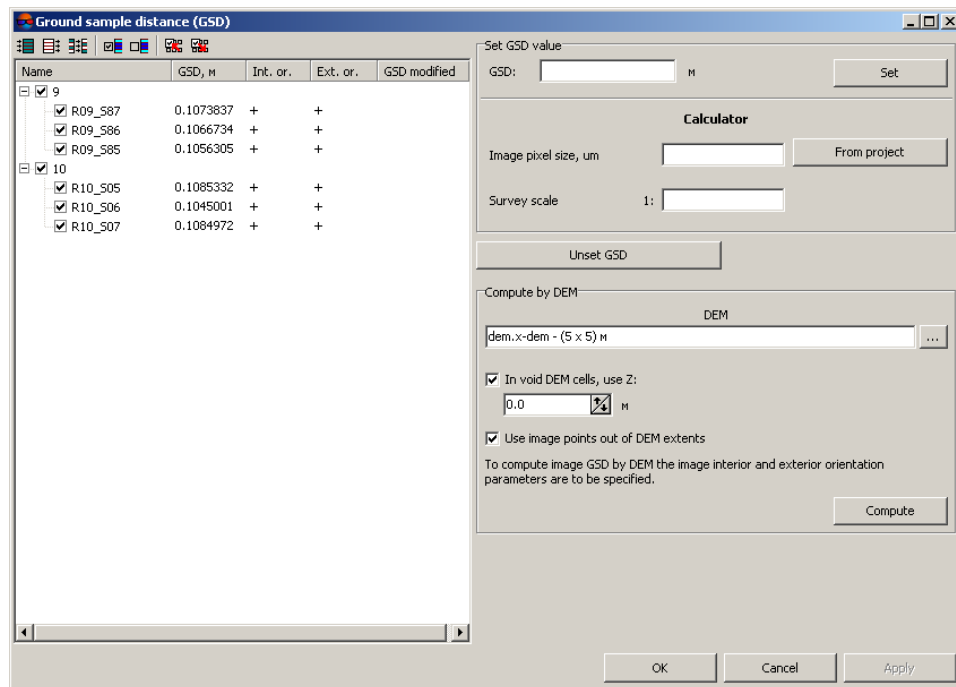 Ground sample distance (GSD)
Name GSD, м Int. or. Ext. or. GSD modified
9
R09_S87 0.1073837 + +
R09_S86 0.1066734 + +
R09_S85 0.1056305 + +
10
R10_S05 0.1085332 + +
R10_S06 0.1045001 + +
R10_S07 0.1084972 + +
Set GSD value
GSD: м Set
Calculator
Image pixel size, um From project
Survey scale 1:
Unset GSD
Compute by DEM
DEM
dem.x-dem - (5 x 5) м ...
In void DEM cells, use Z:
0.0 м
Use image points out of DEM extents
To compute image GSD by DEM the image interior and exterior orientation
parameters are to be specified.
Compute
OK Cancel Apply